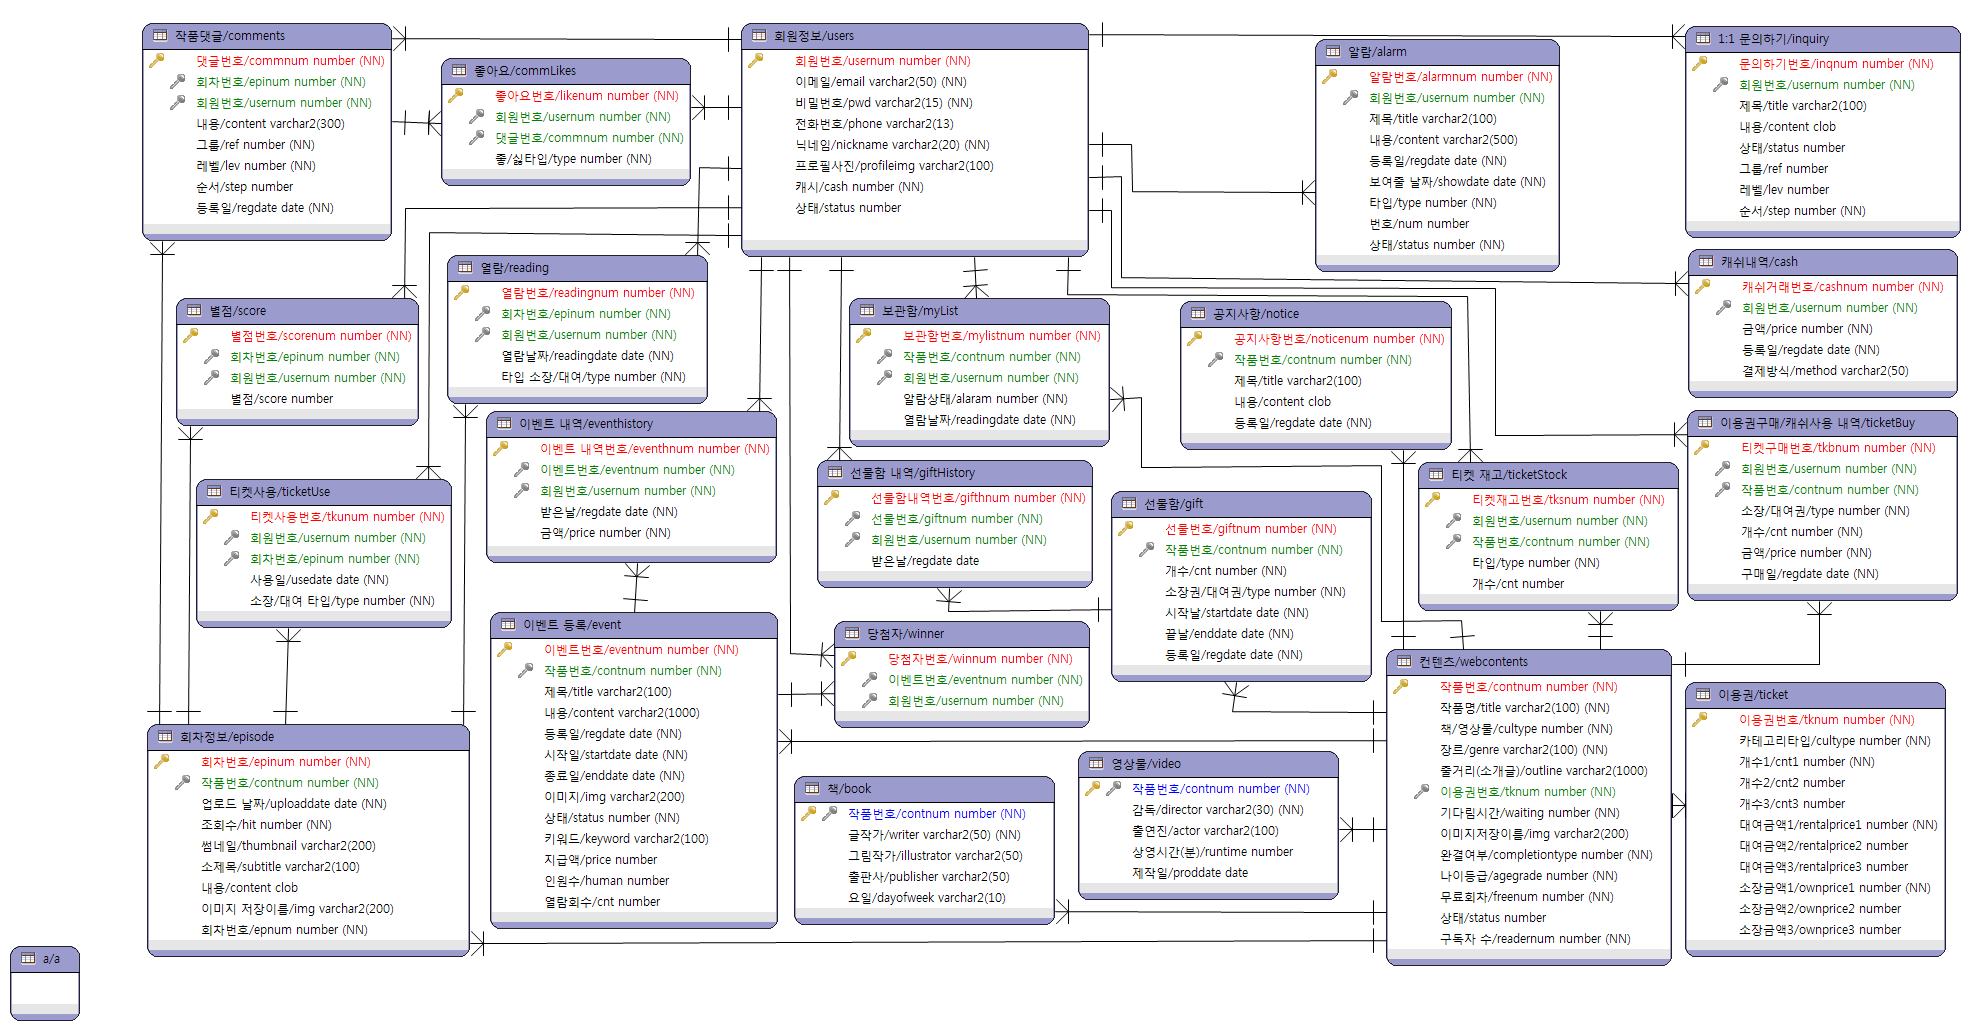 작품댓글/comments
댓글번호/commnum number (NN)
회차번호/epinum number (NN)
회원번호/usernum number (NN)
내용/content varchar2(300)
그룹/ref number (NN)
레벨/lev number (NN)
순서/step number
등록일/regdate date (NN)
좋아요/commLikes
좋아요번호/likenum number (NN)
회원번호/usernum number (NN)
댓글번호/commnum number (NN)
좋/싫타입/type number (NN)
회원정보/users
회원번호/usernum number (NN)
이메일/email varchar2(50) (NN)
비밀번호/pwd varchar2(15) (NN)
전화번호/phone varchar2(13)
닉네임/nickname varchar2(20) (NN)
프로필사진/profileimg varchar2(100)
캐시/cash number (NN)
상태/status number
알람/alarm
알람번호/alarmnum number (NN)
회원번호/usernum number (NN)
제목/title varchar2(100)
내용/content varchar2(500)
등록일/regdate date (NN)
보여줄 날짜/showdate date (NN)
타입/type number (NN)
번호/num number
상태/status number (NN)
1:1 문의하기/inquiry
문의하기번호/inqnum number (NN)
회원번호/usernum number (NN)
제목/title varchar2(100)
내용/content clob
상태/status number
그룹/ref number
레벨/lev number
순서/step number (NN)
별점/score
별점번호/scorenum number (NN)
회차번호/epinum number (NN)
회원번호/usernum number (NN)
별점/score number
열람/reading
열람번호/readingnum number (NN)
회차번호/epinum number (NN)
회원번호/usernum number (NN)
열람날짜/readingdate date (NN)
타입 소장/대여/type number (NN)
보관함/myList
보관함번호/mylistnum number (NN)
작품번호/contnum number (NN)
회원번호/usernum number (NN)
알람상태/alaram number (NN)
열람날짜/readingdate date (NN)
공지사항/notice
공지사항번호/noticenum number (NN)
작품번호/contnum number (NN)
제목/title varchar2(100)
내용/content clob
등록일/regdate date (NN)
캐쉬내역/cash
캐쉬거래번호/cashnum number (NN)
회원번호/usernum number (NN)
금액/price number (NN)
등록일/regdate date (NN)
결제방식/method varchar2(50)
티켓사용/ticketUse
티켓사용번호/tkunum number (NN)
회원번호/usernum number (NN)
회차번호/epinum number (NN)
사용일/usedate date (NN)
소장/대여 타입/type number (NN)
이벤트 내역/eventhistory
이벤트 내역번호/eventhnum number (NN)
이벤트번호/eventnum number (NN)
회원번호/usernum number (NN)
받은날/regdate date (NN)
금액/price number (NN)
선물함 내역/giftHistory
선물함내역번호/gifthnum number (NN)
선물번호/giftnum number (NN)
회원번호/usernum number (NN)
받은날/regdate date
선물함/gift
선물번호/giftnum number (NN)
작품번호/contnum number (NN)
개수/cnt number (NN)
소장권/대여권/type number (NN)
시작날/startdate date (NN)
끝날/enddate date (NN)
등록일/regdate date (NN)
티켓 재고/ticketStock
티켓재고번호/tksnum number (NN)
회원번호/usernum number (NN)
작품번호/contnum number (NN)
타입/type number (NN)
개수/cnt number
이용권구매/캐쉬사용 내역/ticketBuy
티켓구매번호/tkbnum number (NN)
회원번호/usernum number (NN)
작품번호/contnum number (NN)
소장/대여권/type number (NN)
개수/cnt number (NN)
금액/price number (NN)
구매일/regdate date (NN)
회차정보/episode
회차번호/epinum number (NN)
작품번호/contnum number (NN)
업로드 날짜/uploaddate date (NN)
조회수/hit number (NN)
썸네일/thumbnail varchar2(200)
소제목/subtitle varchar2(100)
내용/content clob
이미지 저장이름/img varchar2(200)
회차번호/epnum number (NN)
이벤트 등록/event
이벤트번호/eventnum number (NN)
작품번호/contnum number (NN)
제목/title varchar2(100)
내용/content varchar2(1000)
등록일/regdate date (NN)
시작일/startdate date (NN)
종료일/enddate date (NN)
이미지/img varchar2(200)
상태/status number (NN)
키워드/keyword varchar2(100)
지급액/price number
인원수/human number
열람회수/cnt number
당첨자/winner
당첨자번호/winnum number (NN)
이벤트번호/eventnum number (NN)
회원번호/usernum number (NN)
책/book
작품번호/contnum number (NN)
글작가/writer varchar2(50) (NN)
그림작가/illustrator varchar2(50)
출판사/publisher varchar2(50)
요일/dayofweek varchar2(10)
영상물/video
작품번호/contnum number (NN)
감독/director varchar2(30) (NN)
출연진/actor varchar2(100)
상영시간(분)/runtime number
제작일/proddate date
컨텐츠/webcontents
작품번호/contnum number (NN)
작품명/title varchar2(100) (NN)
책/영상물/cultype number (NN)
장르/genre varchar2(100) (NN)
줄거리(소개글)/outline varchar2(1000)
이용권번호/tknum number (NN)
기다림시간/waiting number (NN)
이미지저장이름/img varchar2(200)
완결여부/completiontype number (NN)
나이등급/agegrade number (NN)
무료회차/freenum number (NN)
상태/status number
구독자 수/readernum number (NN)
이용권/ticket
이용권번호/tknum number (NN)
카테고리타입/cultype number (NN)
개수1/cnt1 number (NN)
개수2/cnt2 number
개수3/cnt3 number
대여금액1/rentalprice1 number (NN)
대여금액2/rentalprice2 number
대여금액3/rentalprice3 number
소장금액1/ownprice1 number (NN)
소장금액2/ownprice2 number
소장금액3/ownprice3 number
a/a